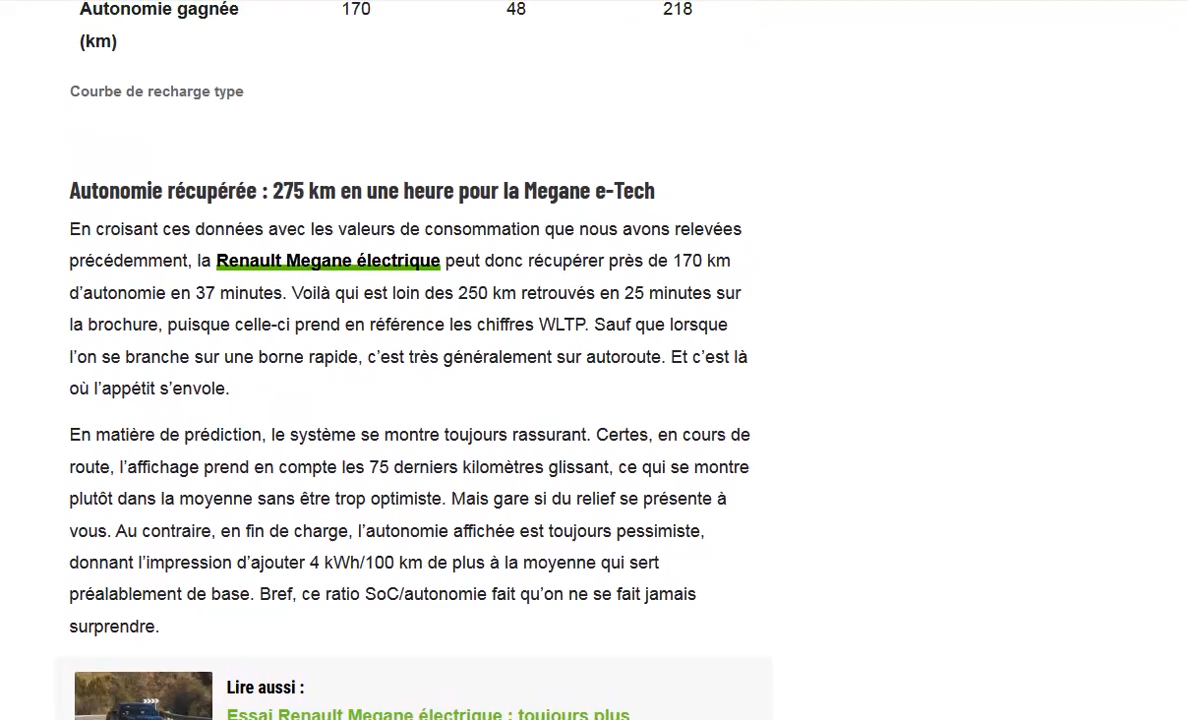 Autonomie gagnée 170 48 218
(km)
Courbe de recharge type
Autonomie récupérée : 275 km en une heure pour la Megane e-Tech
En croisant ces données avec les valeurs de consommation que nous avons relevées
précédemment, la Renault Megane électrique peut donc récupérer près de 170 km
d’autonomie en 37 minutes. Voilà qui est loin des 250 km retrouvés en 25 minutes sur
la brochure, puisque celle-ci prend en référence les chiffres WLTP. Sauf que lorsque
l’on se branche sur une borne rapide, c’est très généralement sur autoroute. Et c’est là
où l’appétit s’envole.
En matière de prédiction, le système se montre toujours rassurant. Certes, en cours de
route, l’affichage prend en compte les 75 derniers kilomètres glissant, ce qui se montre
plutôt dans la moyenne sans être trop optimiste. Mais gare si du relief se présente à
vous. Au contraire, en fin de charge, l’autonomie affichée est toujours pessimiste,
donnant l’impression d’ajouter 4 kWh/100 km de plus à la moyenne qui sert
préalablement de base. Bref, ce ratio SoC/autonomie fait qu’on ne se fait jamais
surprendre.
Lire aussi :
Essai Renault Megane électrique : toujours plus